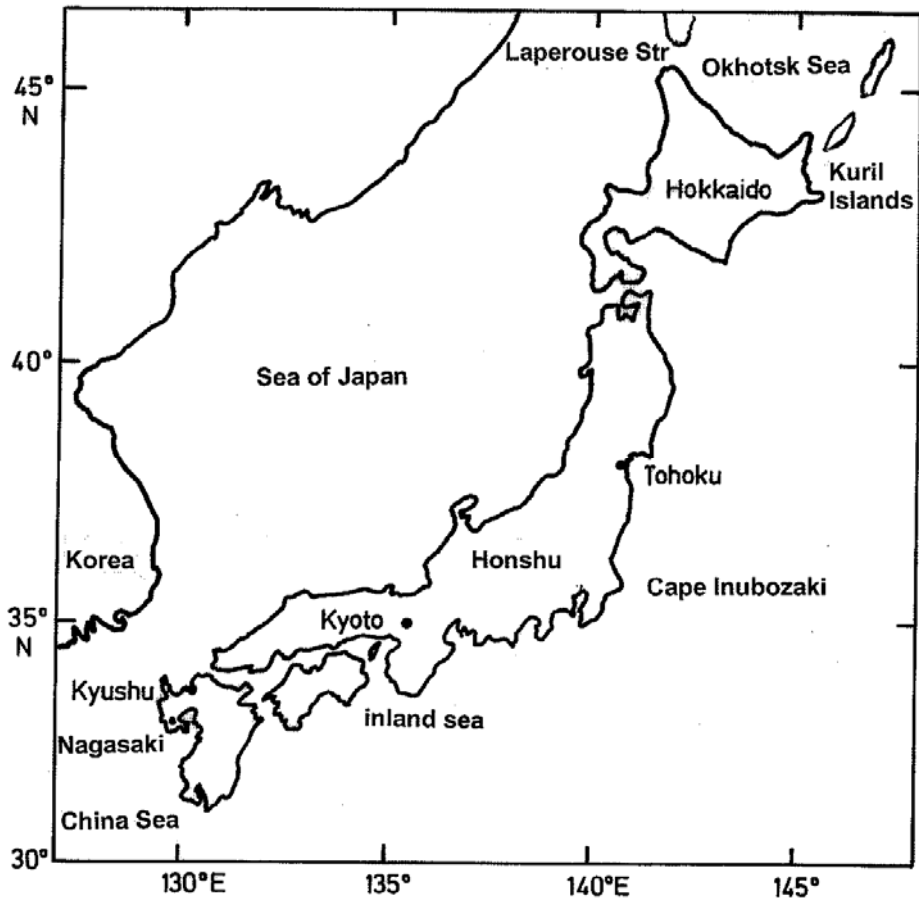 Laperouse Str
Okhotsk Sea
45°
N
Kuril
Islands
Hokkaido
40°
Sea of Japan
Tohoku
Korea
Honshu
Cape Inubozaki
35°
N
Kyoto
Kyushu
inland sea
Nagasaki
China Sea
30°
130°E
135°
140°E
145°